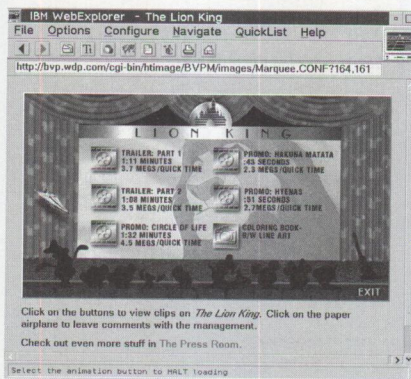 IBM WebExplorer - The Lion King
File Options Configure Navigate QuickList Help
http://bvp.wdp.com/cgi-bin/htimage/BVPM/images/Marquee.CONF?164,161
LION KING
TRAILER: PART 1
1:11 MINUTES
3.7 MEGS/QUICK TIME
PROMO: HAKUNA MATATA
:43 SECONDS
2.3 MEGS/QUICK TIME
TRAILER: PART 2
1:08 MINUTES
3.5 MEGS/QUICK TIME
PROMO: HYENAS
:51 SECONDS
2.7MEGS/QUICK TIME
PROMO: CIRCLE OF LIFE
1:32 MINUTES
4.5 MEGS/QUICK TIME
COLORING BOOK-
B/W LINE ART
EXIT
Click on the buttons to view clips on The Lion King. Click on the paper
airplane to leave comments with the management.
Check out even more stuff in The Press Room.
Select the animation button to HALT loading